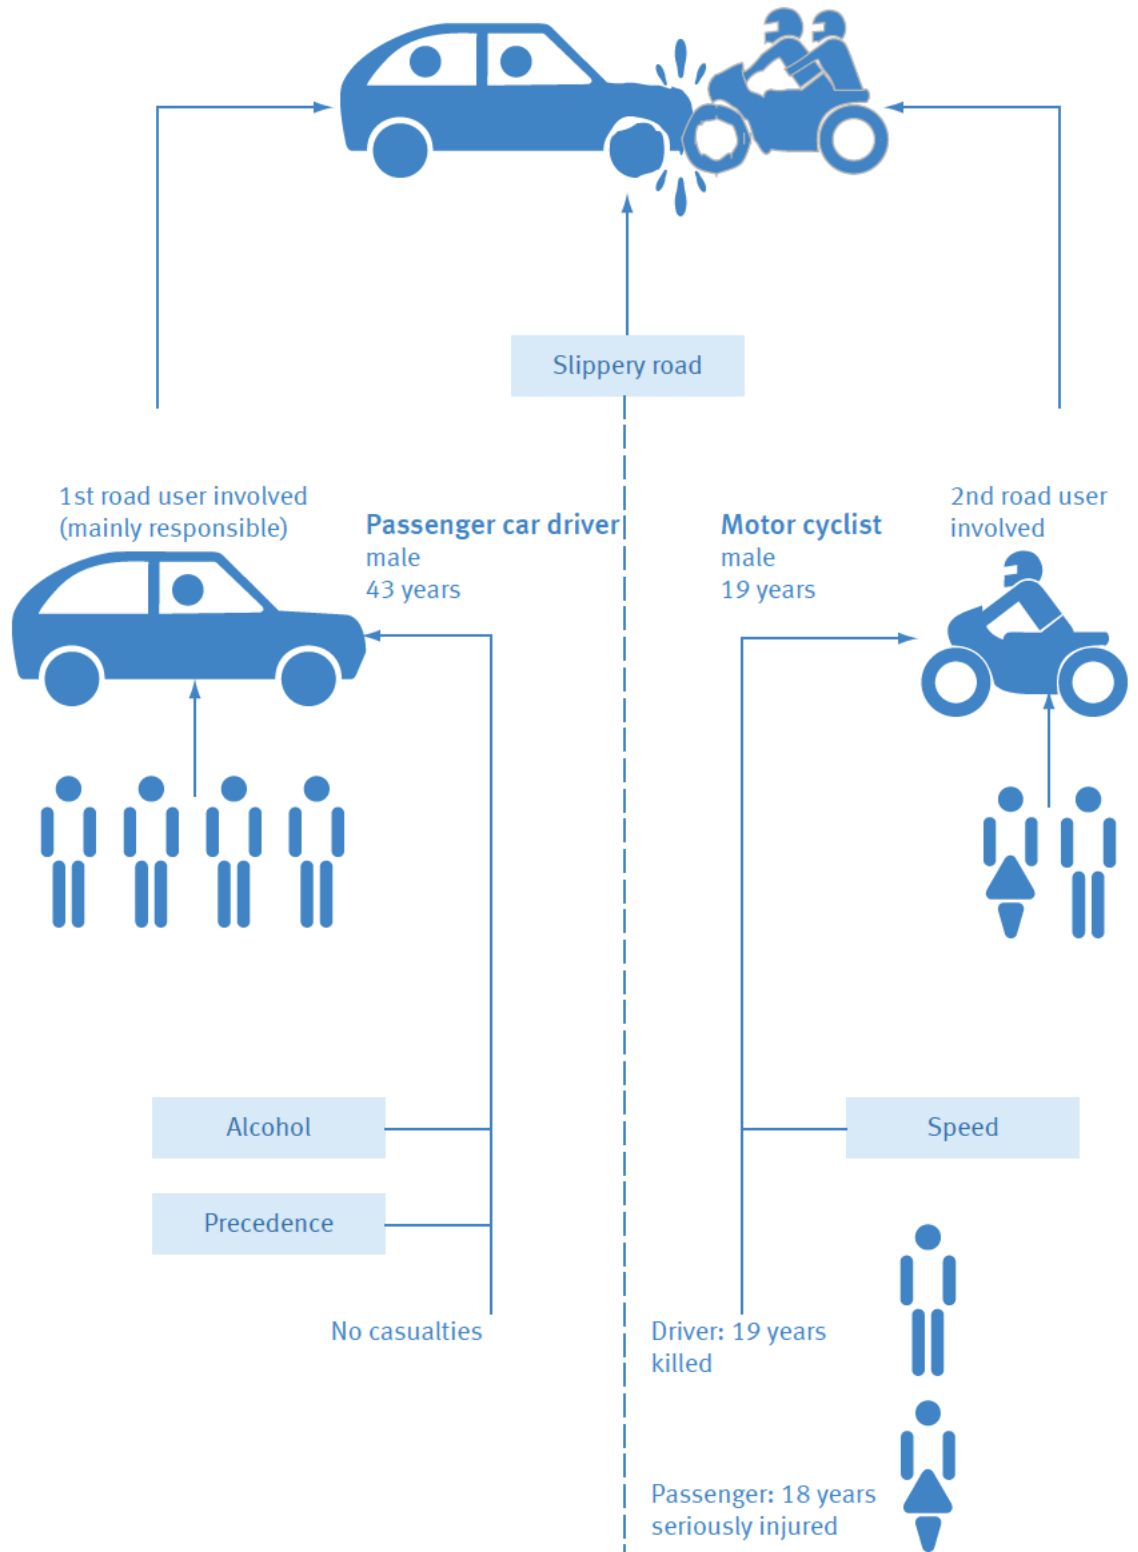 Slippery road
1st road user involved
(mainly responsible)
Passenger car driver
male
43 years
Motor cyclist
male
19 years
2nd road user
involved
Alcohol
Precedence
Speed
No casualties
Driver: 19 years
killed
Passenger: 18 years
seriously injured